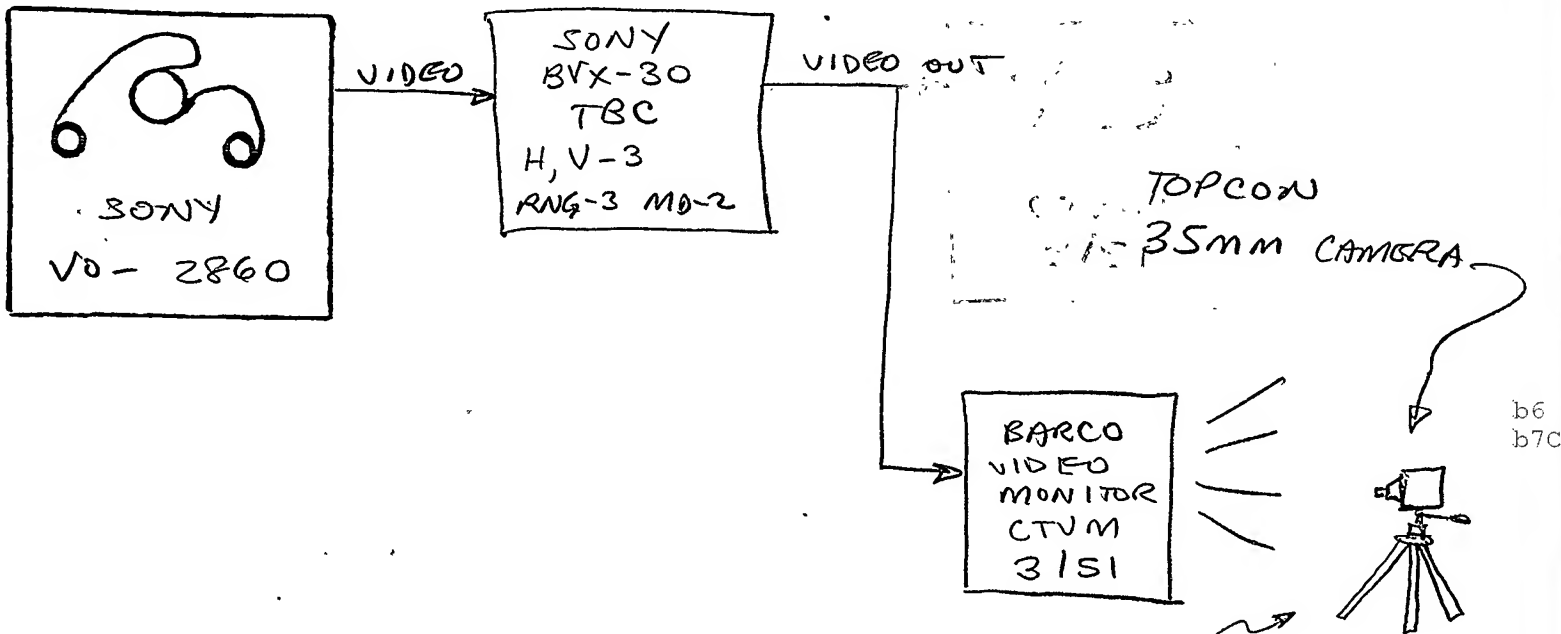 SONY
VO - 2860
VIDEO
SONY
BVX-30
TBC
H, V-3
RNG-3 MD-2
VIDEO OUT
TOPCON
35MM CAMERA
BARCO
VIDEO
MONITOR
CTVM
3/51
b6
b7C